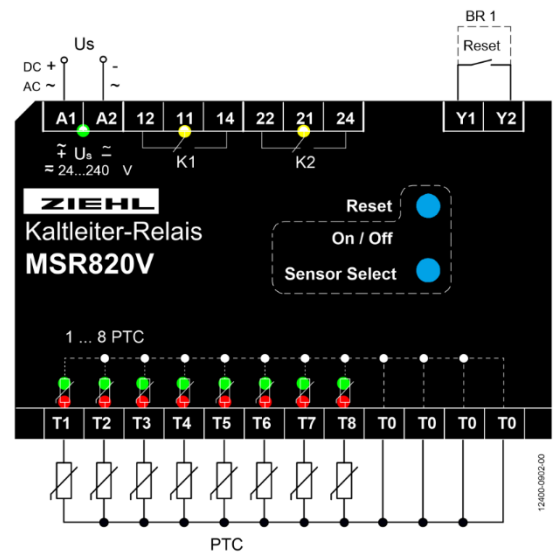 BR 1
Us
Reset
DC + -
AC ~ ~
A1 A2 12 11 14 22 21 24 Y1 Y2
K1 K2
~ + Us ~ -
≂ 24...240 V
ZIEHL
Reset
Kaltleiter-Relais
On / Off
MSR820V
Sensor Select
1 ... 8 PTC
T1 T2 T3 T4 T5 T6 T7 T8 T0 T0 T0 T0
12400-0902-00
PTC